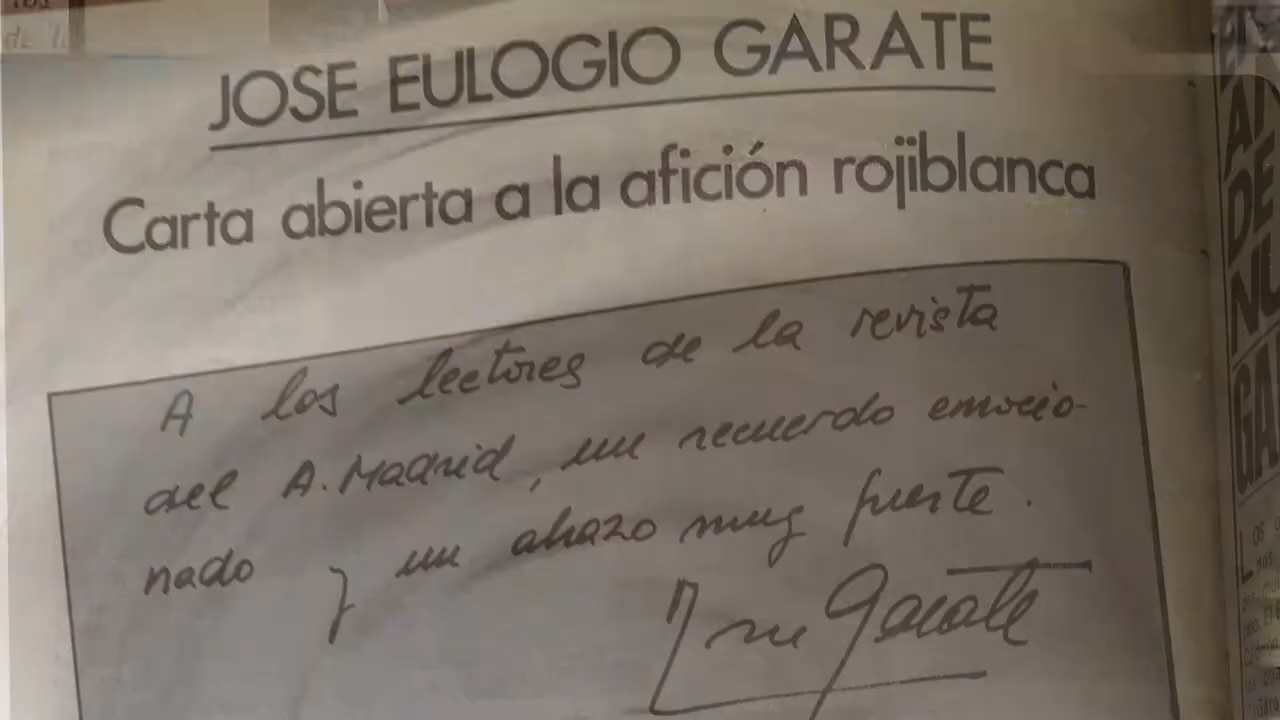 JOSE EULOGIO GARATE
Carta abierta a la afición rojiblanca
A los lectores de la revista
del A. Madrid, un recuerdo emocio-
nado y un abrazo muy fuerte.
Garate